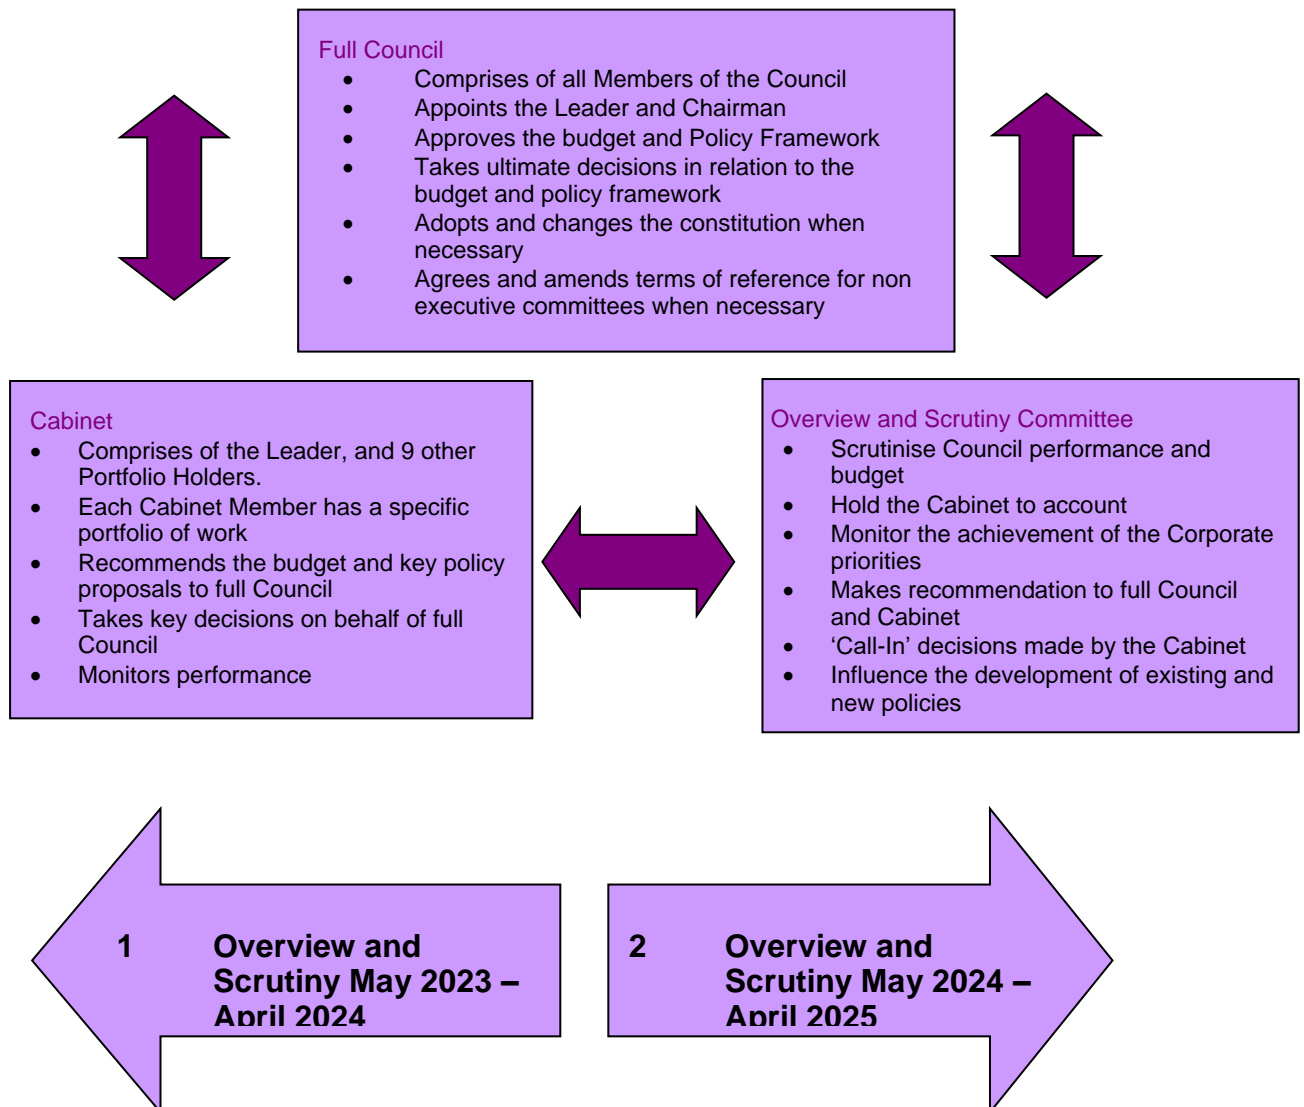 Full Council
• Comprises of all Members of the Council
• Appoints the Leader and Chairman
• Approves the budget and Policy Framework
• Takes ultimate decisions in relation to the
budget and policy framework
• Adopts and changes the constitution when
necessary
• Agrees and amends terms of reference for non
executive committees when necessary
Cabinet
• Comprises of the Leader, and 9 other
Portfolio Holders.
• Each Cabinet Member has a specific
portfolio of work
• Recommends the budget and key policy
proposals to full Council
• Takes key decisions on behalf of full
Council
• Monitors performance
Overview and Scrutiny Committee
• Scrutinise Council performance and
budget
• Hold the Cabinet to account
• Monitor the achievement of the Corporate
priorities
• Makes recommendation to full Council
and Cabinet
• ‘Call-In’ decisions made by the Cabinet
• Influence the development of existing and
new policies
1 Overview and
Scrutiny May 2023 –
April 2024
2 Overview and
Scrutiny May 2024 –
April 2025